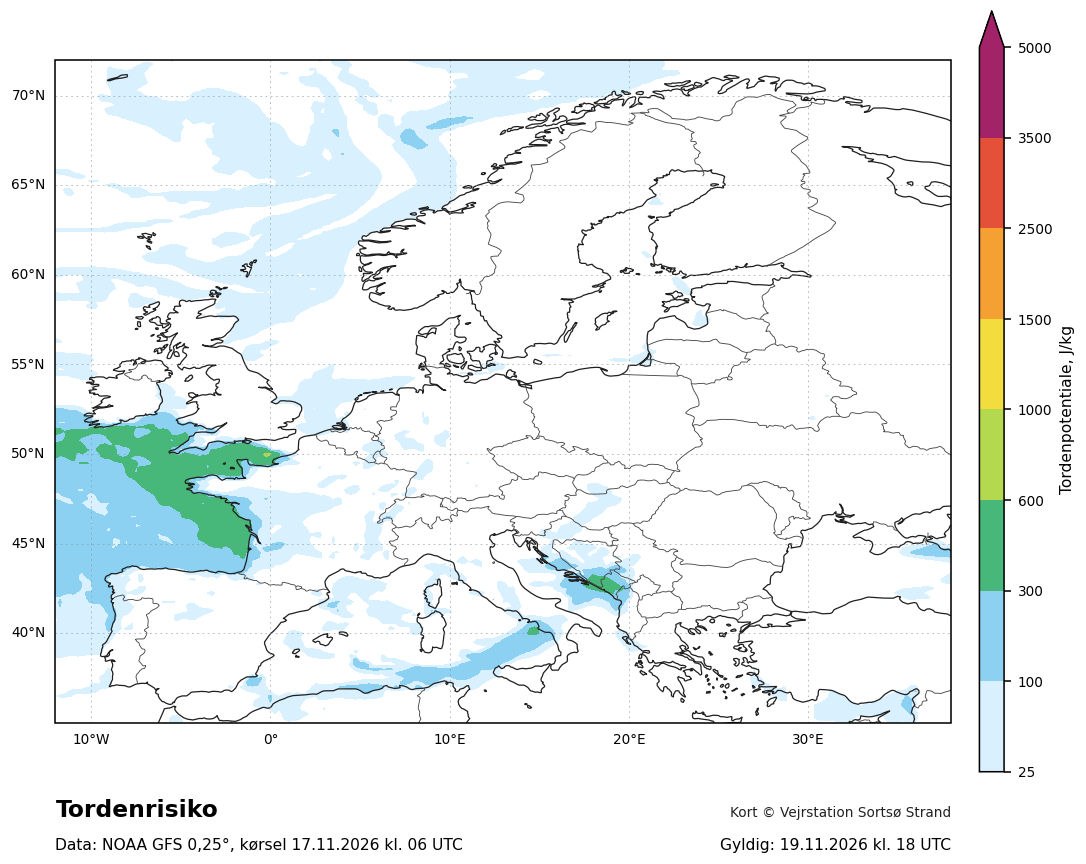 5000
3500
2500
1500
1000
600
300
100
25
Tordenpotentiale, J/kg
70°N
65°N
60°N
55°N
50°N
45°N
40°N
10°W
0°
10°E
20°E
30°E
Tordenrisiko
Kort © Vejrstation Sortsø Strand
Data: NOAA GFS 0,25°, kørsel 17.11.2026 kl. 06 UTC
Gyldig: 19.11.2026 kl. 18 UTC